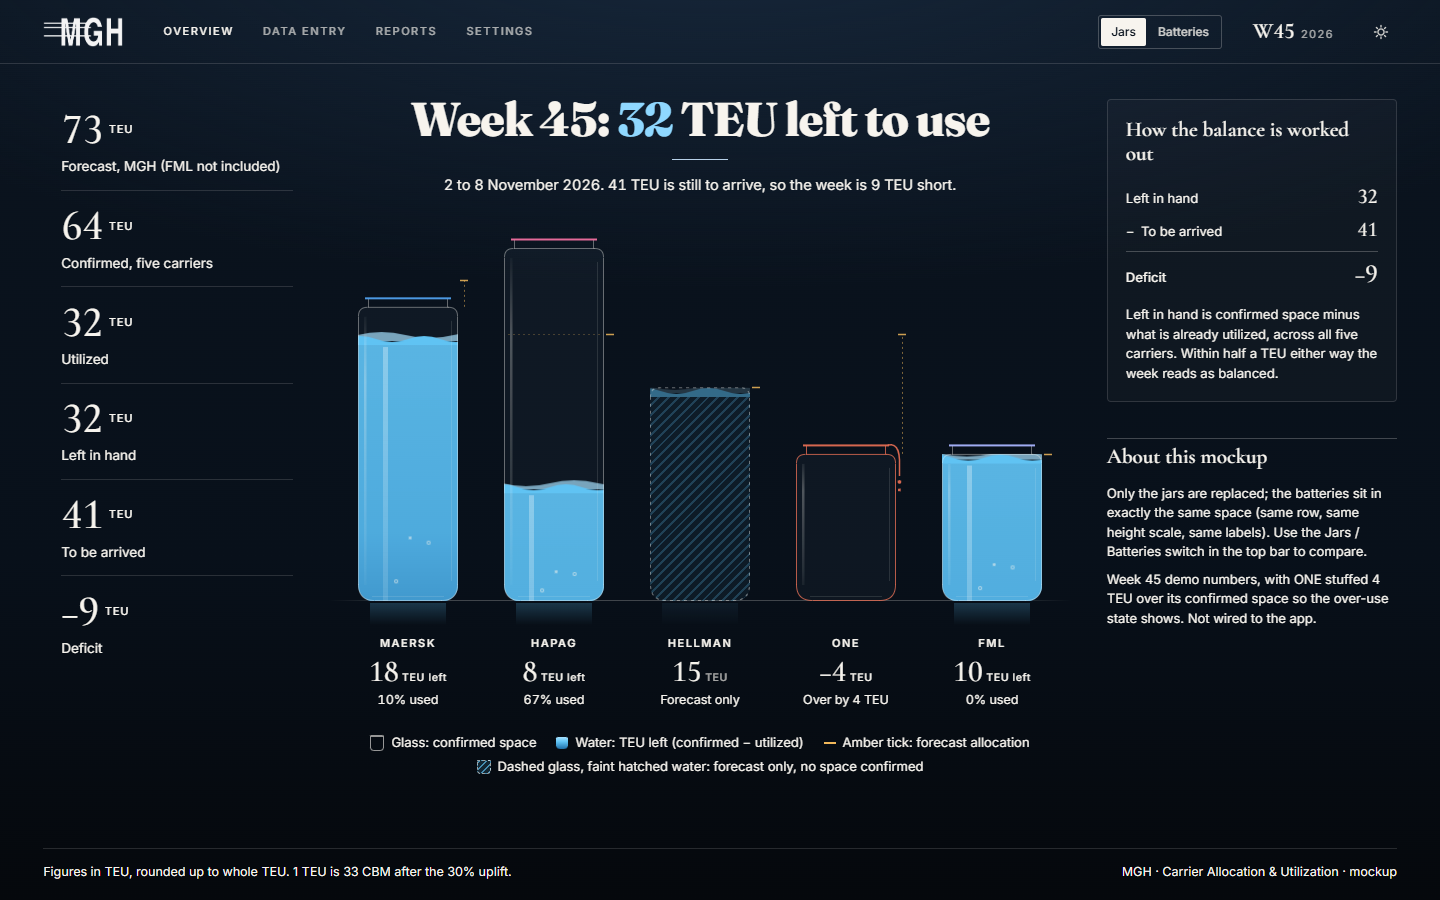 MGH
OVERVIEW DATA ENTRY REPORTS SETTINGS
Jars Batteries
W45 2026
73 TEU
Forecast, MGH (FML not included)
64 TEU
Confirmed, five carriers
32 TEU
Utilized
32 TEU
Left in hand
41 TEU
To be arrived
–9 TEU
Deficit
Week 45: 32 TEU left to use
2 to 8 November 2026. 41 TEU is still to arrive, so the week is 9 TEU short.
MAERSK
18 TEU left
10% used
HAPAG
8 TEU left
67% used
HELLMAN
15 TEU
Forecast only
ONE
–4 TEU
Over by 4 TEU
FML
10 TEU left
0% used
Glass: confirmed space
Water: TEU left (confirmed – utilized)
Amber tick: forecast allocation
Dashed glass, faint hatched water: forecast only, no space confirmed
How the balance is worked
out
Left in hand 32
– To be arrived 41
Deficit –9
Left in hand is confirmed space minus
what is already utilized, across all five
carriers. Within half a TEU either way the
week reads as balanced.
About this mockup
Only the jars are replaced; the batteries sit in
exactly the same space (same row, same
height scale, same labels). Use the Jars /
Batteries switch in the top bar to compare.
Week 45 demo numbers, with ONE stuffed 4
TEU over its confirmed space so the over-use
state shows. Not wired to the app.
Figures in TEU, rounded up to whole TEU. 1 TEU is 33 CBM after the 30% uplift.
MGH · Carrier Allocation & Utilization · mockup